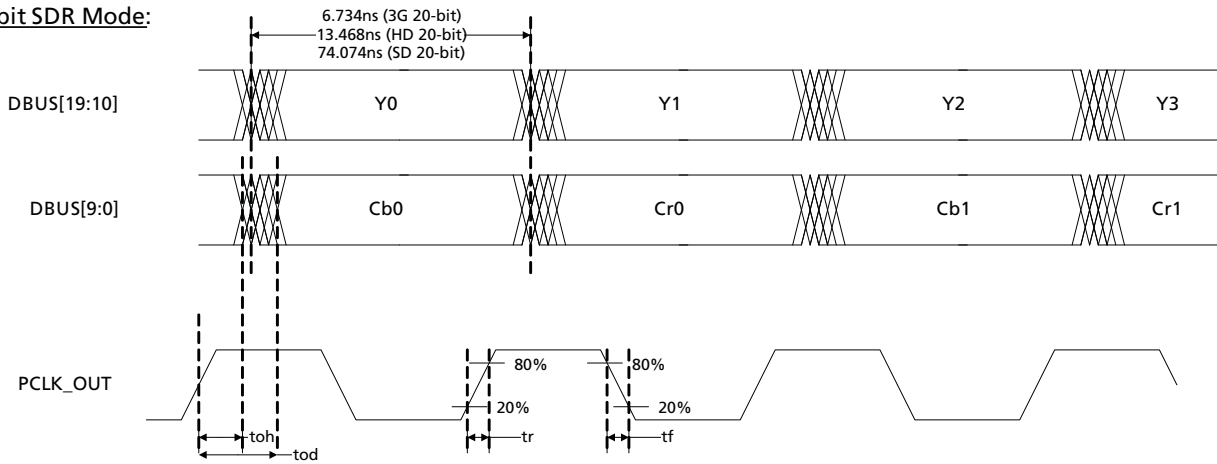 bit SDR Mode:
6.734ns (3G 20-bit)
13.468ns (HD 20-bit)
74.074ns (SD 20-bit)
DBUS[19:10]
Y0
Y1
Y2
Y3
DBUS[9:0]
Cb0
Cr0
Cb1
Cr1
PCLK_OUT
80%
80%
20%
20%
toh
tr
tf
tod